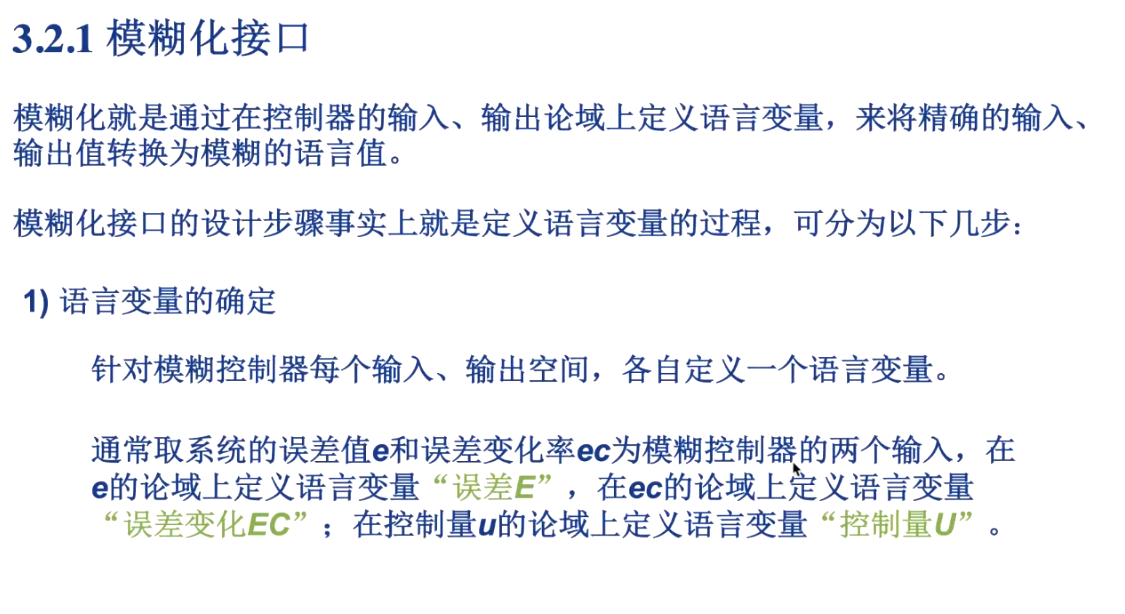 3.2.1 模糊化接口
模糊化就是通过在控制器的输入、输出论域上定义语言变量，来将精确的输入、
输出值转换为模糊的语言值。
模糊化接口的设计步骤事实上就是定义语言变量的过程，可分为以下几步：
1) 语言变量的确定
针对模糊控制器每个输入、输出空间，各自定义一个语言变量。
通常取系统的误差值e和误差变化率ec为模糊控制器的两个输入，在
e的论域上定义语言变量“误差E”，在ec的论域上定义语言变量
“误差变化EC”；在控制量u的论域上定义语言变量“控制量U”。